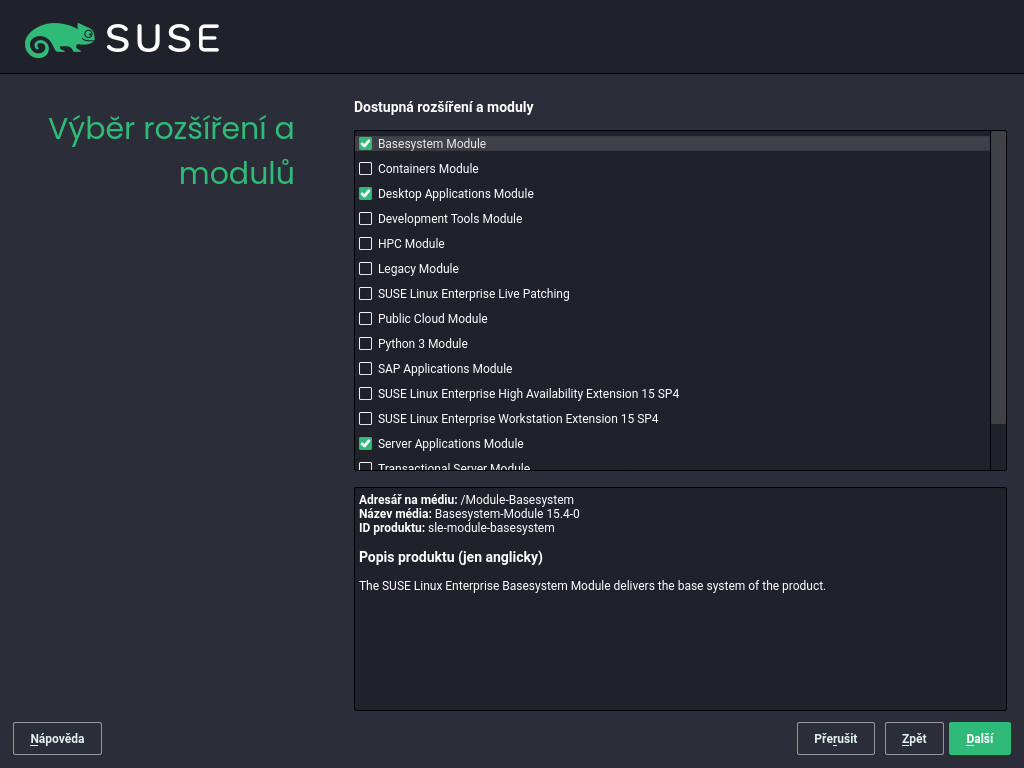 SUSE
Výběr rozšíření a
modulů
Dostupná rozšíření a moduly
Basesystem Module
Containers Module
Desktop Applications Module
Development Tools Module
HPC Module
Legacy Module
SUSE Linux Enterprise Live Patching
Public Cloud Module
Python 3 Module
SAP Applications Module
SUSE Linux Enterprise High Availability Extension 15 SP4
SUSE Linux Enterprise Workstation Extension 15 SP4
Server Applications Module
Transactional Server Module
Adresář na médiu: /Module-Basesystem
Název média: Basesystem-Module 15.4-0
ID produktu: sle-module-basesystem
Popis produktu (jen anglicky)
The SUSE Linux Enterprise Basesystem Module delivers the base system of the product.
Nápověda
Přerušit
Zpět
Další